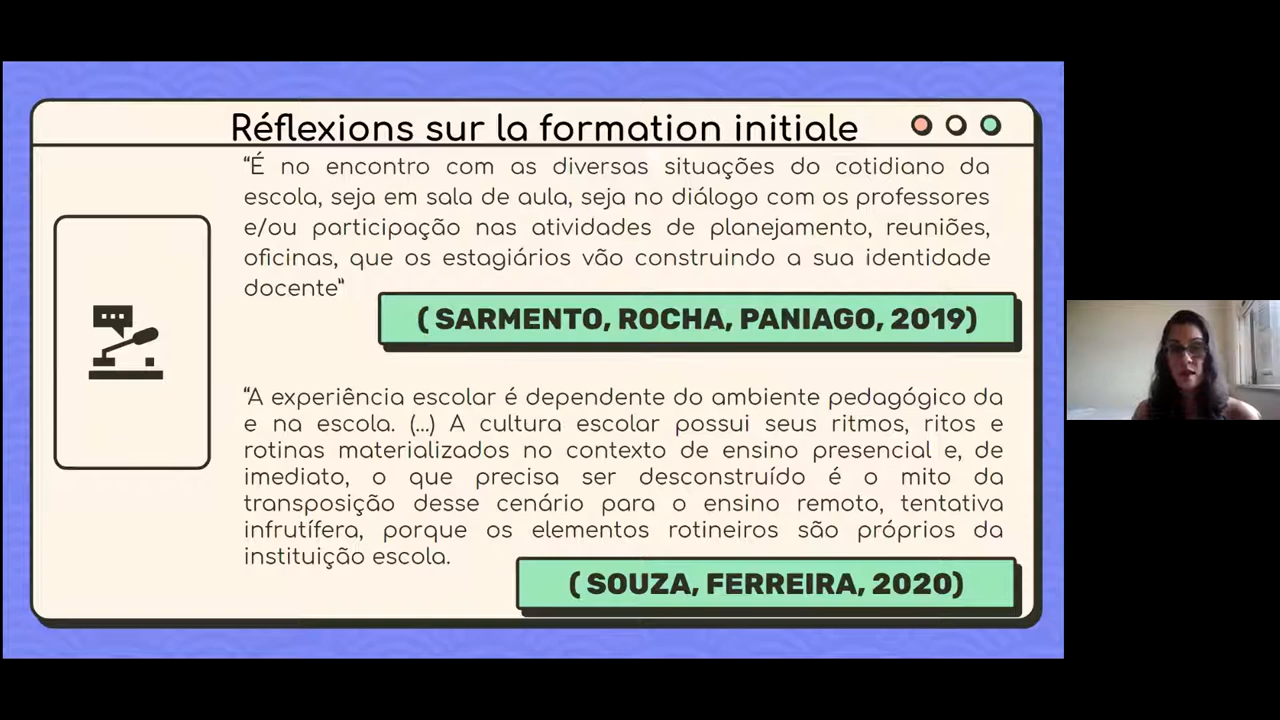 Réflexions sur la formation initiale
“É no encontro com as diversas situações do cotidiano da
escola, seja em sala de aula, seja no diálogo com os professores
e/ou participação nas atividades de planejamento, reuniões,
oficinas, que os estagiários vão construindo a sua identidade
docente”
( SARMENTO, ROCHA, PANIAGO, 2019)
“A experiência escolar é dependente do ambiente pedagógico da
e na escola. (...) A cultura escolar possui seus ritmos, ritos e
rotinas materializados no contexto de ensino presencial e, de
imediato, o que precisa ser desconstruído é o mito da
transposição desse cenário para o ensino remoto, tentativa
infrutífera, porque os elementos rotineiros são próprios da
instituição escola.
( SOUZA, FERREIRA, 2020)